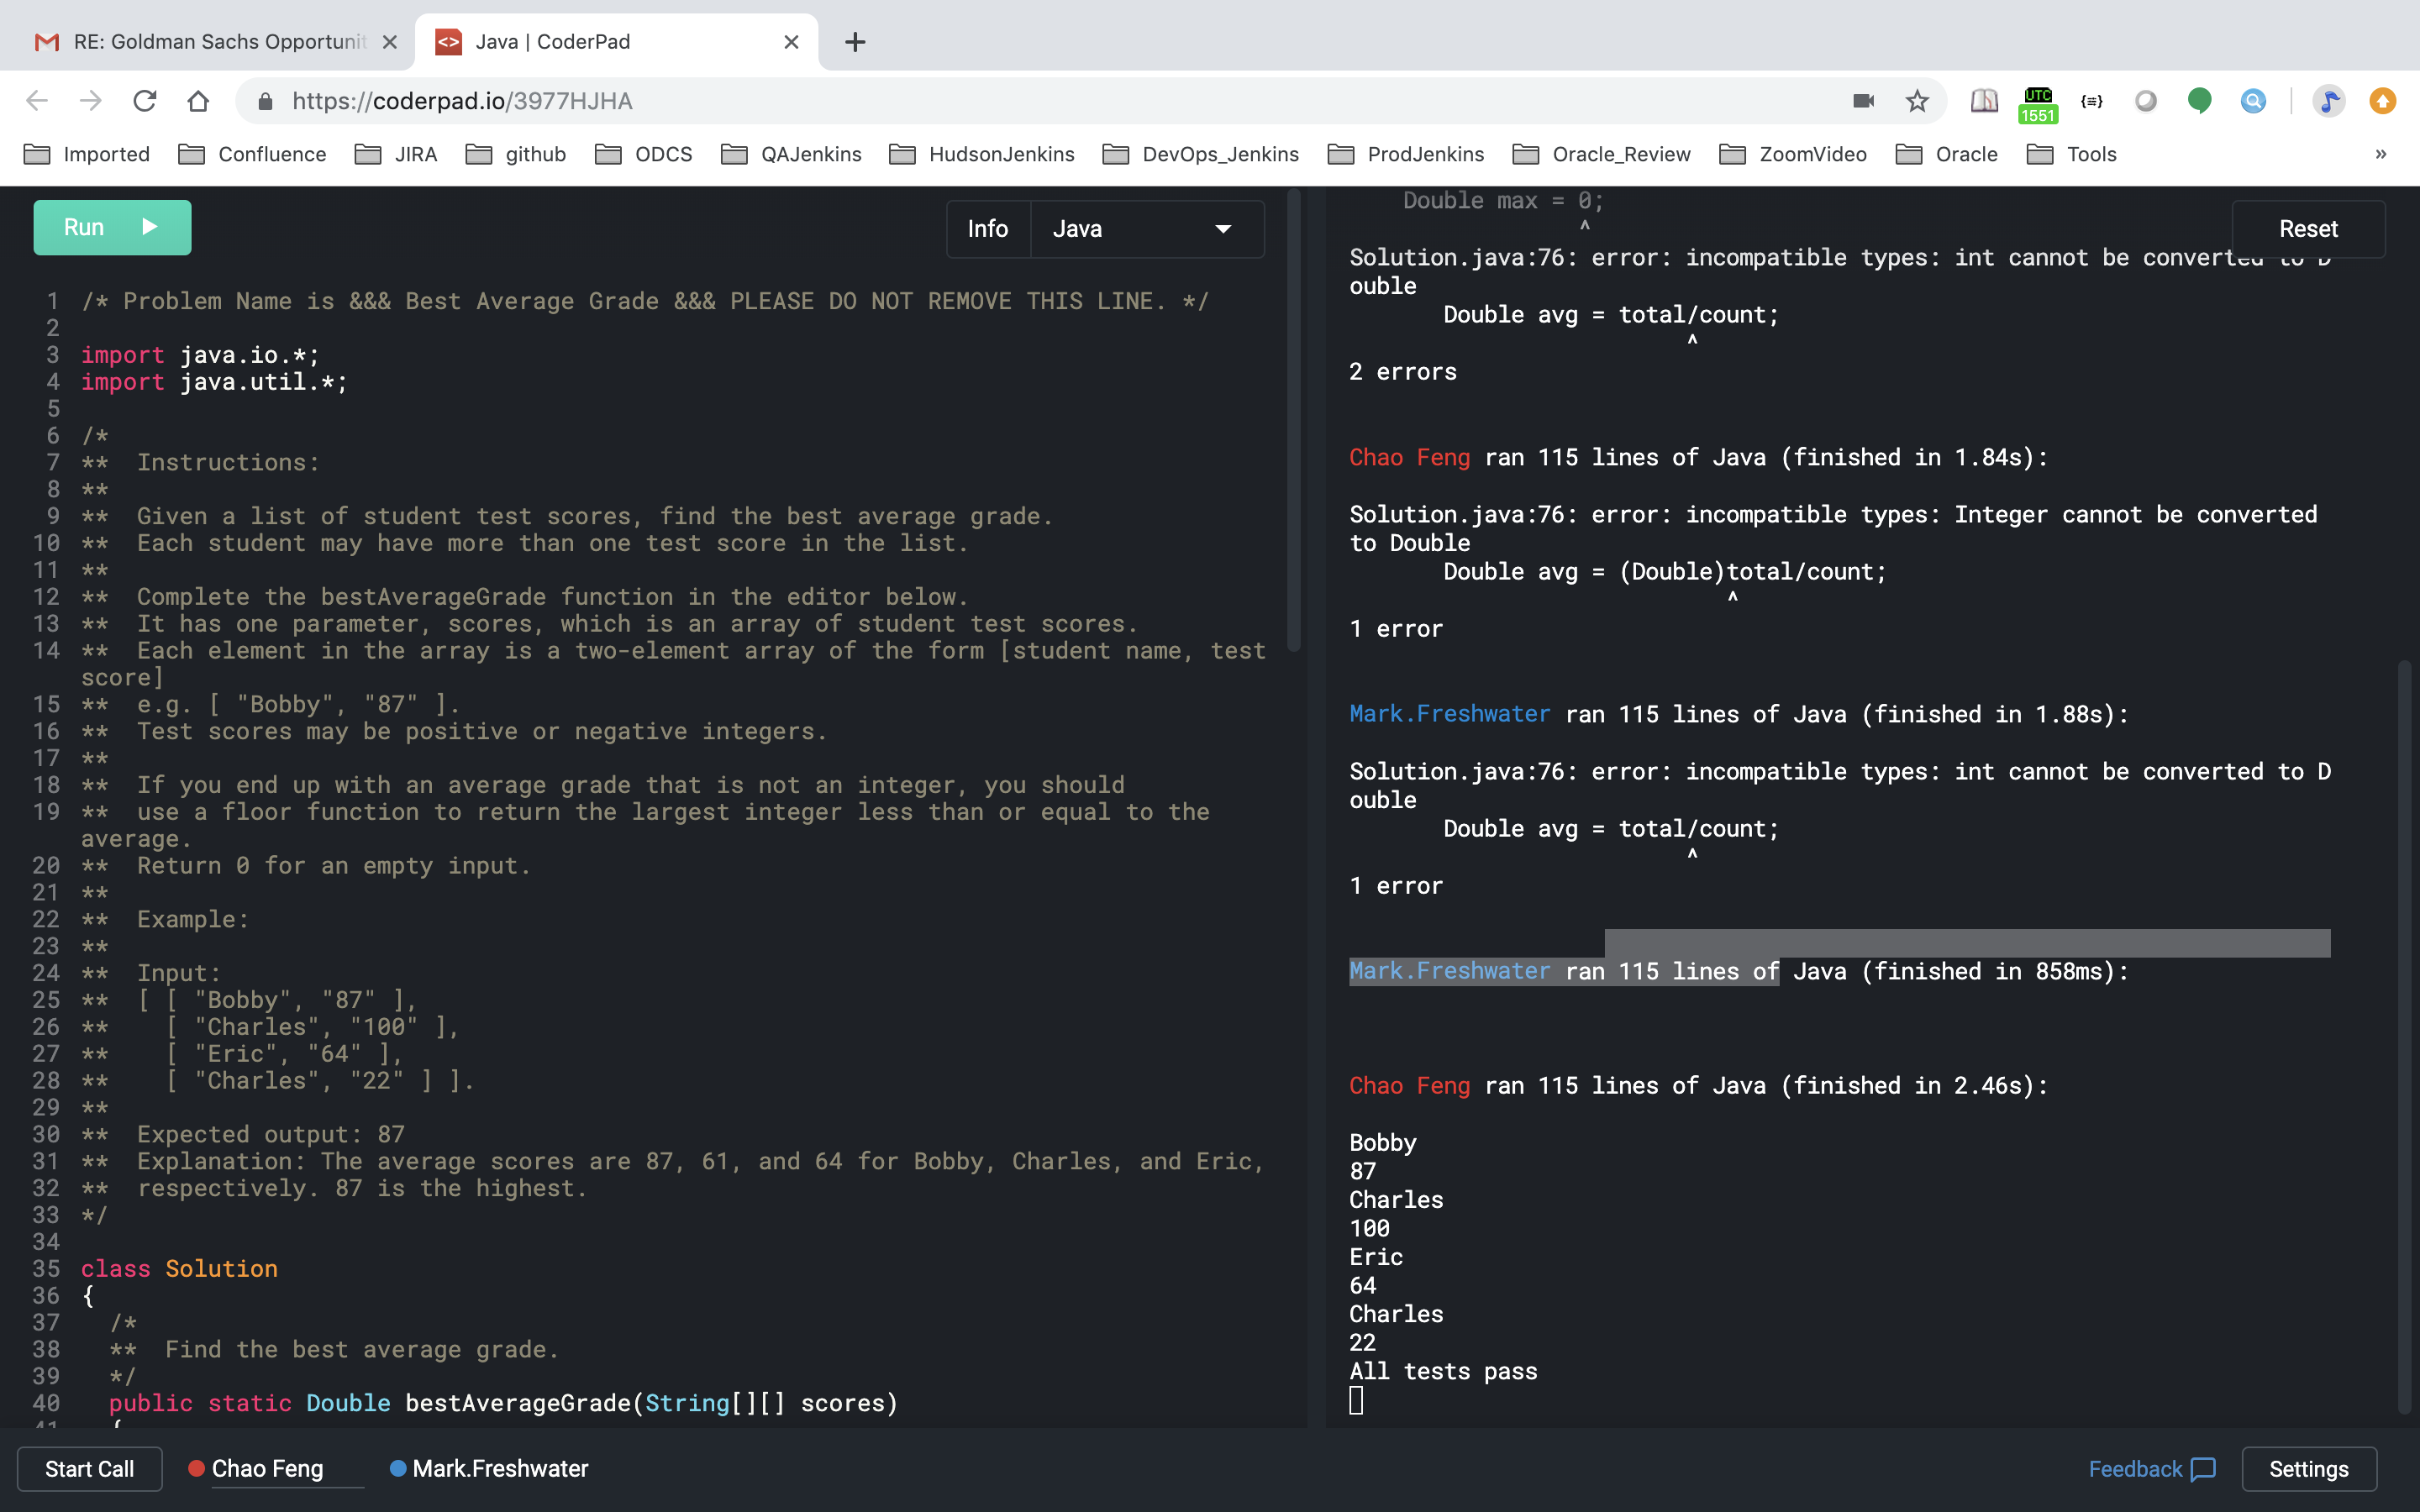 RE: Goldman Sachs Opportunit
Java | CoderPad
https://coderpad.io/3977HJHA
UTC
1551
Imported
Confluence
JIRA
github
ODCS
QAJenkins
HudsonJenkins
DevOps_Jenkins
ProdJenkins
Oracle_Review
ZoomVideo
Oracle
Tools
»
Run
Info
Java
1 /* Problem Name is &&& Best Average Grade &&& PLEASE DO NOT REMOVE THIS LINE. */
2
3 import java.io.*;
4 import java.util.*;
5
6 /*
7 **  Instructions:
8 **
9 **  Given a list of student test scores, find the best average grade.
10 **  Each student may have more than one test score in the list.
11 **
12 **  Complete the bestAverageGrade function in the editor below.
13 **  It has one parameter, scores, which is an array of student test scores.
14 **  Each element in the array is a two-element array of the form [student name, test
score]
15 **  e.g. [ "Bobby", "87" ].
16 **  Test scores may be positive or negative integers.
17 **
18 **  If you end up with an average grade that is not an integer, you should
19 **  use a floor function to return the largest integer less than or equal to the
average.
20 **  Return 0 for an empty input.
21 **
22 **  Example:
23 **
24 **  Input:
25 **  [ [ "Bobby", "87" ],
26 **    [ "Charles", "100" ],
27 **    [ "Eric", "64" ],
28 **    [ "Charles", "22" ] ].
29 **
30 **  Expected output: 87
31 **  Explanation: The average scores are 87, 61, and 64 for Bobby, Charles, and Eric,
32 **  respectively. 87 is the highest.
33 */
34
35 class Solution
36 {
37   /*
38   **  Find the best average grade.
39   */
40   public static Double bestAverageGrade(String[][] scores)
41   {
Double max = 0;
^
Reset
Solution.java:76: error: incompatible types: int cannot be converted to D
ouble
Double avg = total/count;
^
2 errors
Chao Feng ran 115 lines of Java (finished in 1.84s):
Solution.java:76: error: incompatible types: Integer cannot be converted
to Double
Double avg = (Double)total/count;
^
1 error
Mark.Freshwater ran 115 lines of Java (finished in 1.88s):
Solution.java:76: error: incompatible types: int cannot be converted to D
ouble
Double avg = total/count;
^
1 error
Mark.Freshwater ran 115 lines of Java (finished in 858ms):
Chao Feng ran 115 lines of Java (finished in 2.46s):
Bobby
87
Charles
100
Eric
64
Charles
22
All tests pass
Start Call
Chao Feng
Mark.Freshwater
Feedback
Settings